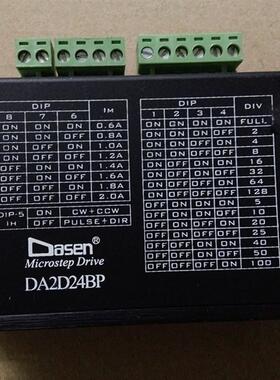 DIP IM
8 7 6
ON ON ON 0.6A
ON ON OFF 0.8A
ON OFF ON 1.0A
ON OFF OFF 1.2A
OFF ON ON 1.4A
OFF ON OFF 1.6A
OFF OFF ON 1.8A
OFF OFF OFF 2.0A
DIP-5 ON CW+CCW
IH OFF PULSE+DIR
DIP DIV
1 2 3 4
ON ON ON ON FULL
OFF ON ON ON 2
ON OFF ON ON 4
OFF OFF ON ON 8
ON ON OFF ON 16
OFF ON OFF ON 32
ON OFF OFF ON 64
OFF OFF OFF ON 128
ON ON ON OFF 5
OFF ON ON OFF 10
ON OFF ON OFF 20
OFF OFF ON OFF 25
ON ON OFF OFF 40
OFF ON OFF OFF 50
ON OFF OFF OFF 100
Dasen®
Microstep Drive
DA2D24BP